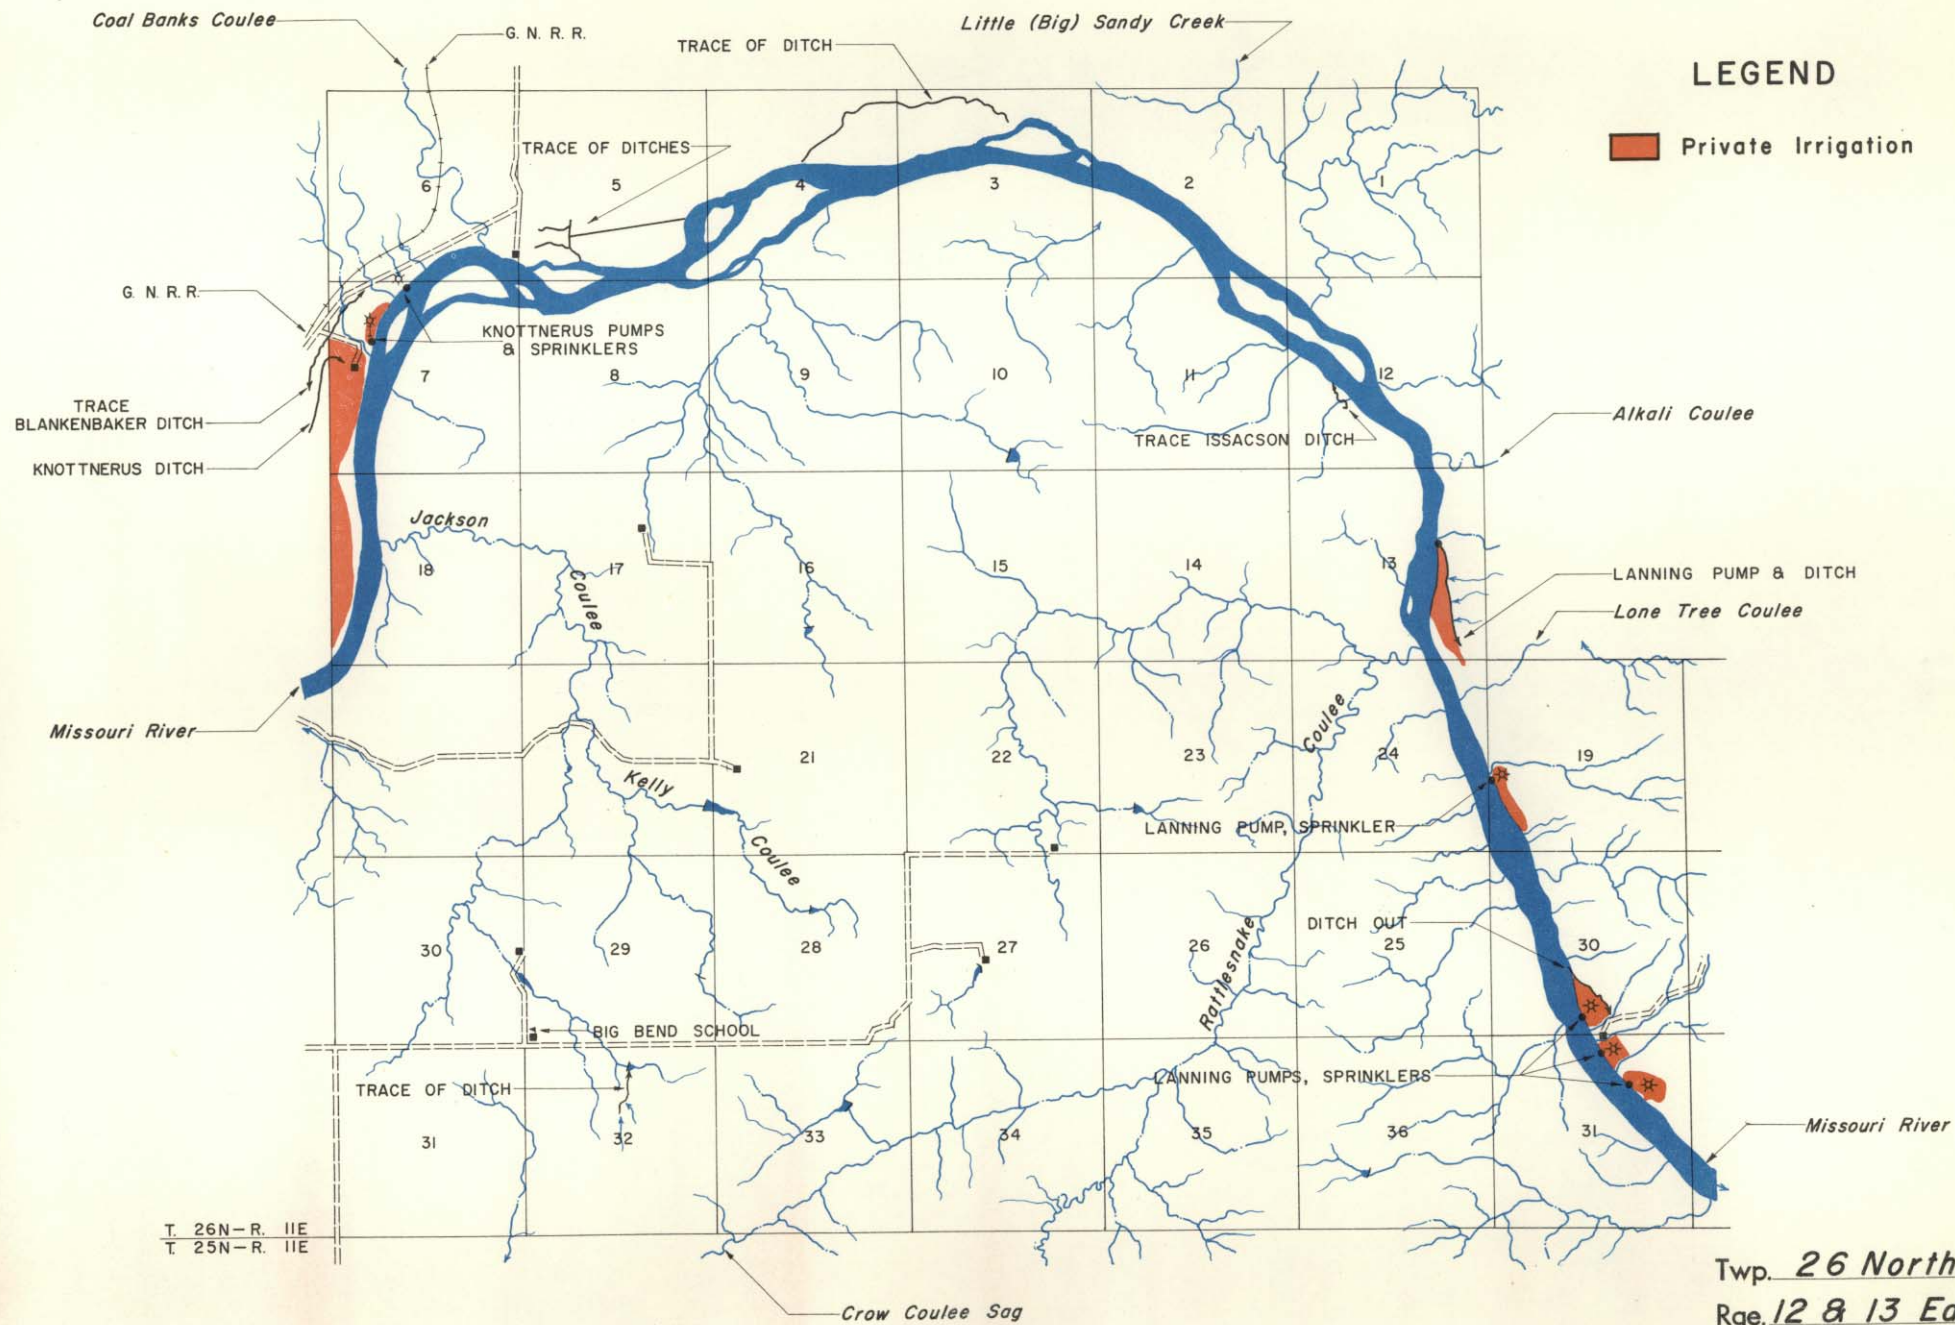 Coal Banks Coulee
G. N. R. R.
TRACE OF DITCH
Little (Big) Sandy Creek
LEGEND
Private Irrigation
TRACE OF DITCHES
6
5
4
3
2
1
G. N. R. R.
KNOTTNERUS PUMPS
& SPRINKLERS
7
8
9
10
11
12
TRACE
BLANKENBAKER DITCH
KNOTTNERUS DITCH
TRACE ISSACSON DITCH
Alkali Coulee
Jackson
Coulee
18
17
16
15
14
13
LANNING PUMP & DITCH
Lone Tree Coulee
Missouri River
21
22
23
24
19
Coulee
Kelly
Coulee
LANNING PUMP, SPRINKLER
DITCH OUT
30
29
28
27
26
25
30
Rattlesnake
BIG BEND SCHOOL
TRACE OF DITCH
LANNING PUMPS, SPRINKLERS
31
32
33
34
35
36
31
Missouri River
T. 26N-R. 11E
T. 25N-R. 11E
Crow Coulee Sag
Twp. 26 North
Rge. 12 & 13 Ea